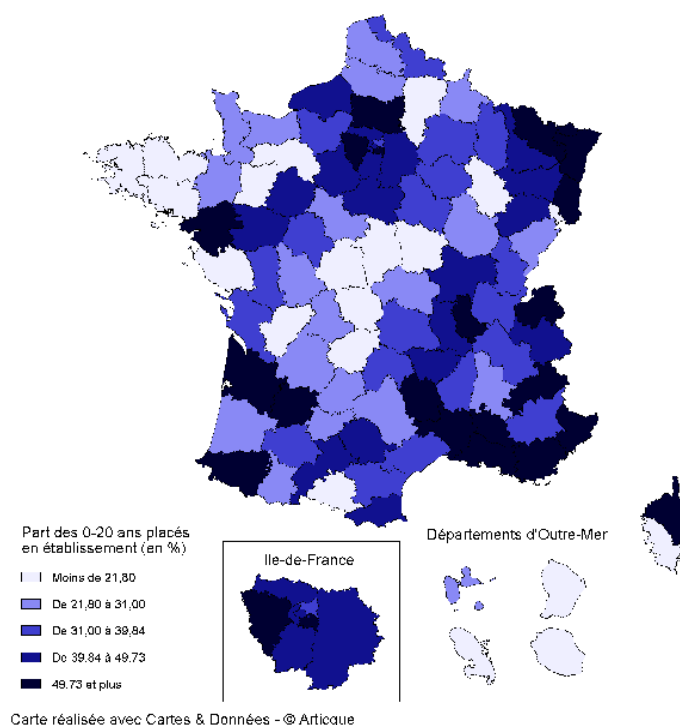 Part des 0-20 ans placés
en établissement (en %)
Moins de 21,80
De 21,80 à 31,00
De 31,00 à 39,84
De 39,84 à 49,73
49,73 et plus
Ile-de-France
Départements d'Outre-Mer
Carte réalisée avec Cartes & Données - © Articque